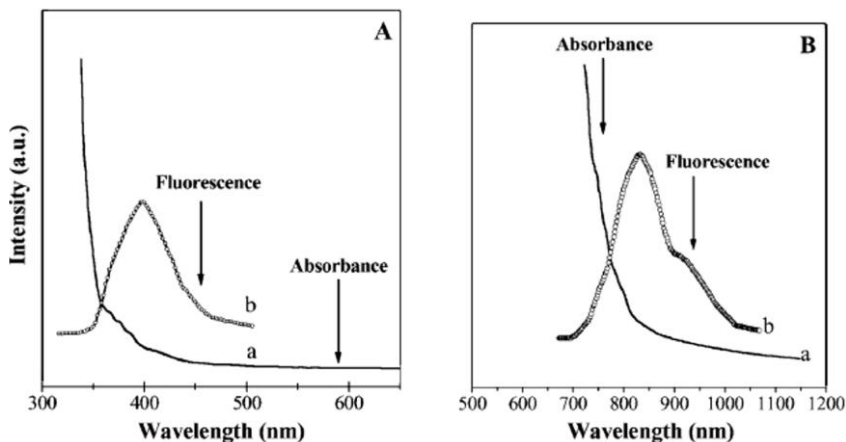 A
B
Absorbance
Fluorescence
Fluorescence
Absorbance
Intensity (a.u.)
b
a
b
a
300 400 500 600
500 600 700 800 900 1000 1100 1200
Wavelength (nm)
Wavelength (nm)